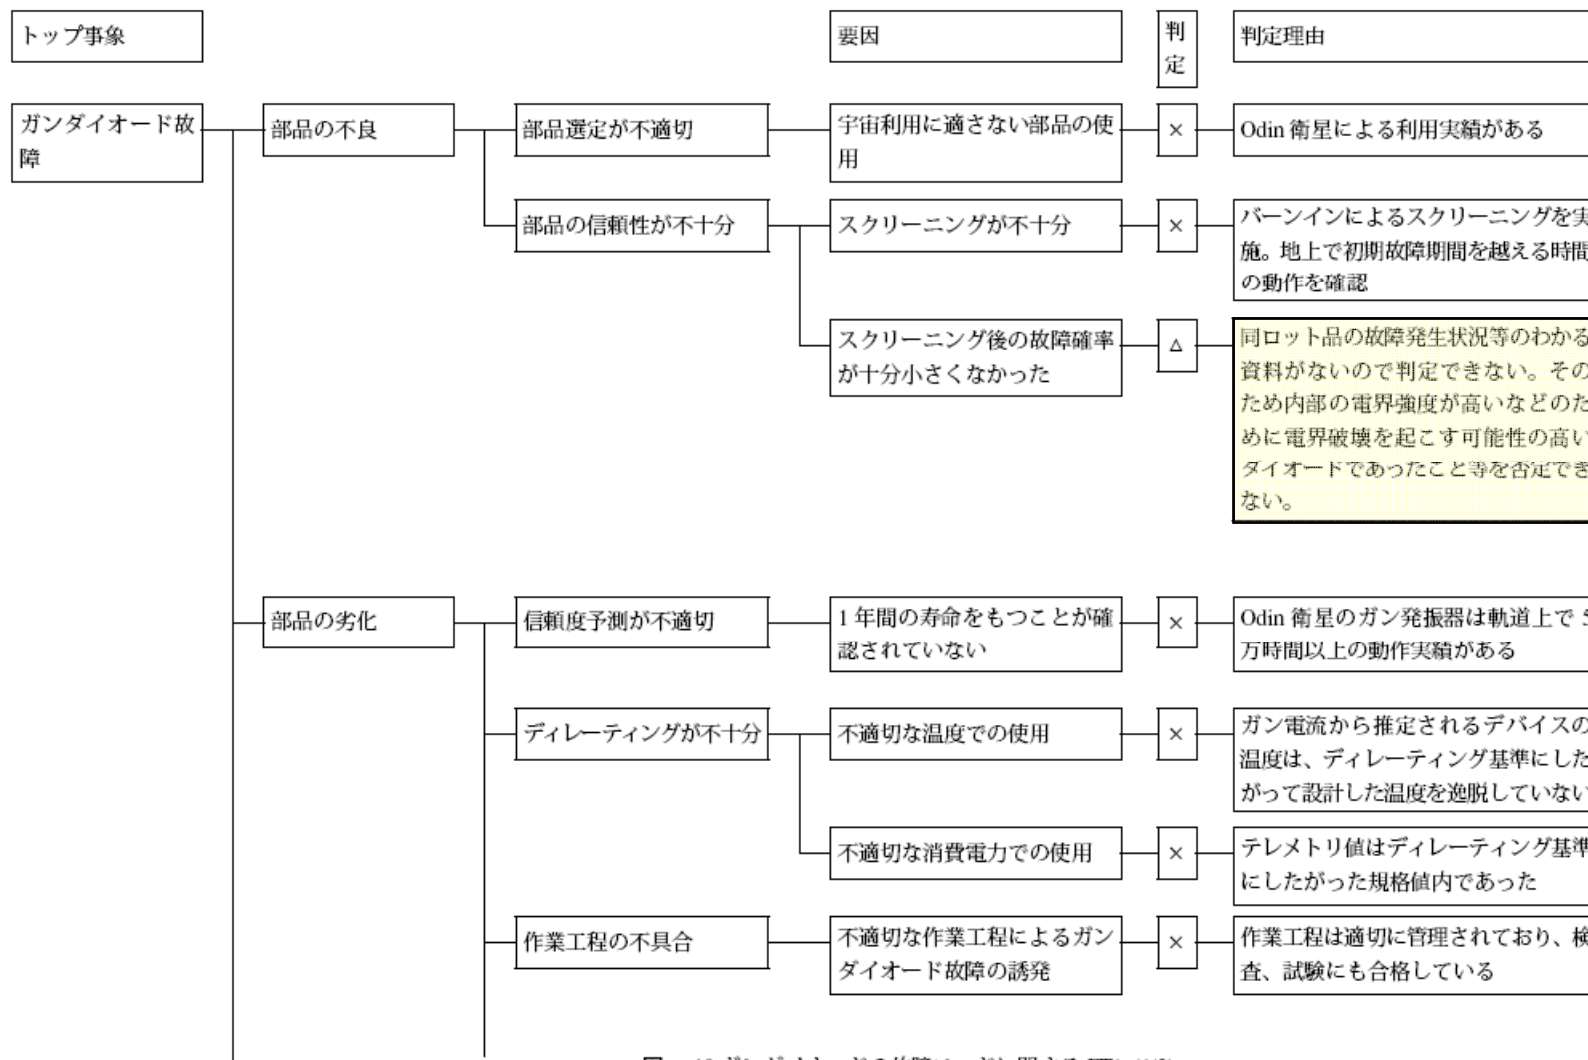 トップ事象
要因
判
定
判定理由
ガンダイオード故
障
部品の不良
部品選定が不適切
宇宙利用に適さない部品の使
用
×
Odin 衛星による利用実績がある
部品の信頼性が不十分
スクリーニングが不十分
×
バーンインによるスクリーニングを実
施。地上で初期故障期間を越える時間
の動作を確認
スクリーニング後の故障確率
が十分小さくなかった
△
同ロット品の故障発生状況等のわかる
資料がないので判定できない。その
ため内部の電界強度が高いなどのた
めに電界破壊を起こす可能性の高い
ダイオードであったこと等を否定でき
ない。
部品の劣化
信頼度予測が不適切
1 年間の寿命をもつことが確
認されていない
×
Odin 衛星のガン発振器は軌道上で 5
万時間以上の動作実績がある
ディレーティングが不十分
不適切な温度での使用
×
ガン電流から推定されるデバイスの
温度は、ディレーティング基準にした
がって設計した温度を逸脱していない
不適切な消費電力での使用
×
テレメトリ値はディレーティング基準
にしたがった規格値内であった
作業工程の不具合
不適切な作業工程によるガン
ダイオード故障の誘発
×
作業工程は適切に管理されており、検
査、試験にも合格している